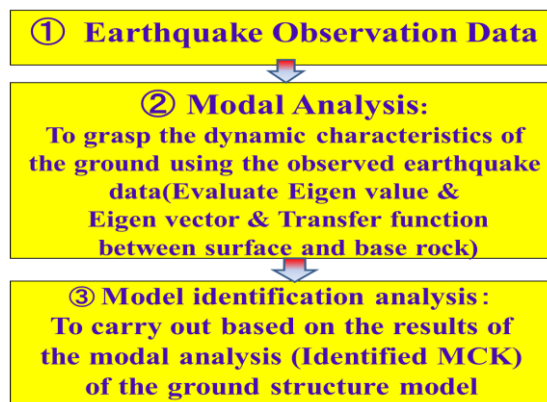 ① Earthquake Observation Data
② Modal Analysis:
To grasp the dynamic characteristics of
the ground using the observed earthquake
data(Evaluate Eigen value &
Eigen vector & Transfer function
between surface and base rock)
③ Model identification analysis:
To carry out based on the results of
the modal analysis (Identified MCK)
of the ground structure model